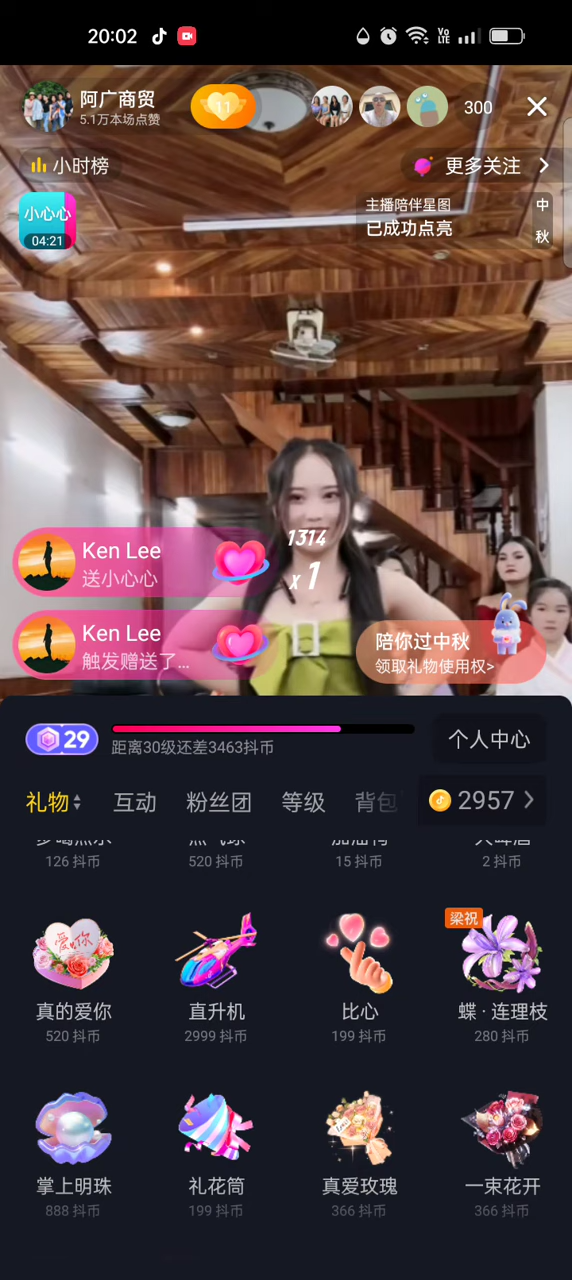 20:02
VoLTE
阿广商贸
5.1万本场点赞
11
300
小时榜
更多关注
小心心
04:21
主播陪伴星图
已成功点亮
中
秋
Ken Lee
送小心心
1314
x 1
Ken Lee
触发赠送了...
陪你过中秋
领取礼物使用权>
29
距离30级还差3463抖币
个人中心
礼物
互动
粉丝团
等级
背包
2957
126 抖币
520 抖币
15 抖币
2 抖币
爱你
梁祝
真的爱你
直升机
比心
蝶·连理枝
520 抖币
2999 抖币
199 抖币
280 抖币
掌上明珠
礼花筒
真爱玫瑰
一束花开
888 抖币
199 抖币
366 抖币
366 抖币